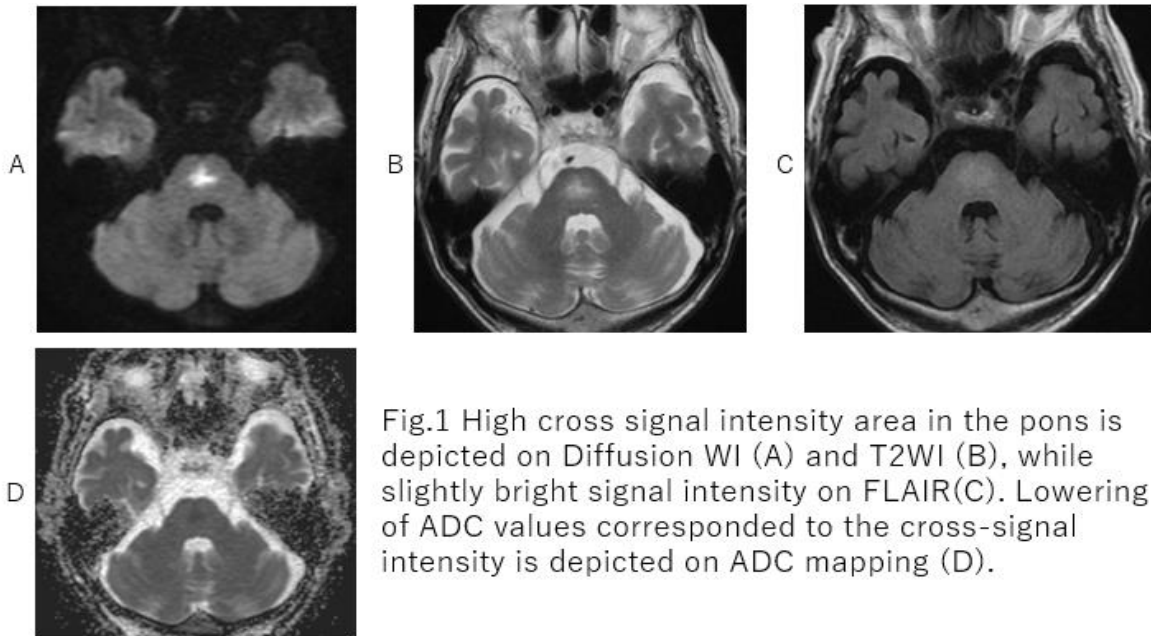 A
B
C
D
Fig.1 High cross signal intensity area in the pons is
depicted on Diffusion WI (A) and T2WI (B), while
slightly bright signal intensity on FLAIR(C). Lowering
of ADC values corresponded to the cross-signal
intensity is depicted on ADC mapping (D).